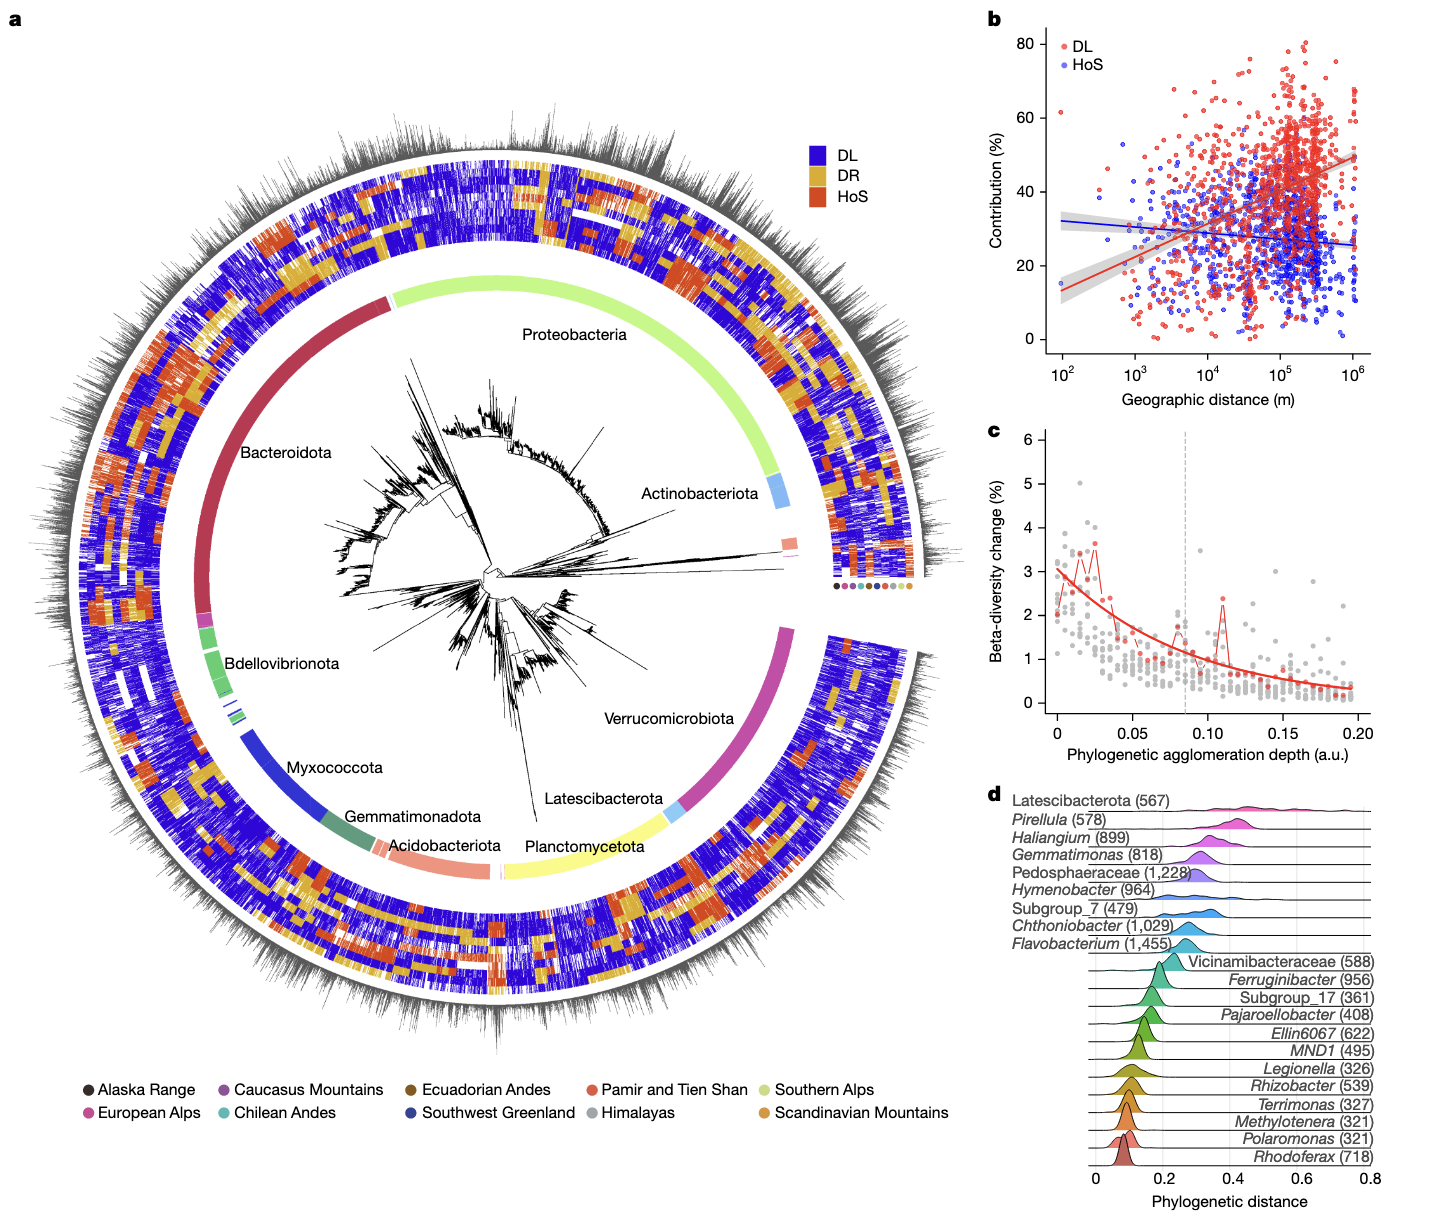 a
DL
DR
HoS
Proteobacteria
Bacteroidota
Actinobacteriota
Bdellovibrionota
Verrucomicrobiota
Myxococcota
Latescibacterota
Gemmatimonadota
Acidobacteriota
Planctomycetota
Alaska Range
Caucasus Mountains
Ecuadorian Andes
Pamir and Tien Shan
Southern Alps
European Alps
Chilean Andes
Southwest Greenland
Himalayas
Scandinavian Mountains
b
DL
HoS
Contribution (%)
80
60
40
20
0
10² 10³ 10⁴ 10⁵ 10⁶
Geographic distance (m)
c
Beta-diversity change (%)
6
5
4
3
2
1
0
0 0.05 0.10 0.15 0.20
Phylogenetic agglomeration depth (a.u.)
d
Latescibacterota (567)
Pirellula (578)
Haliangium (899)
Gemmatimonas (818)
Pedosphaeraceae (1,228)
Hymenobacter (964)
Subgroup_7 (479)
Chthoniobacter (1,029)
Flavobacterium (1,455)
Vicinamibacteraceae (588)
Ferruginibacter (956)
Subgroup_17 (361)
Pajaroellobacter (408)
Ellin6067 (622)
MND1 (495)
Legionella (326)
Rhizobacter (539)
Terrimonas (327)
Methylotenera (321)
Polaromonas (321)
Rhodoferax (718)
0 0.2 0.4 0.6 0.8
Phylogenetic distance